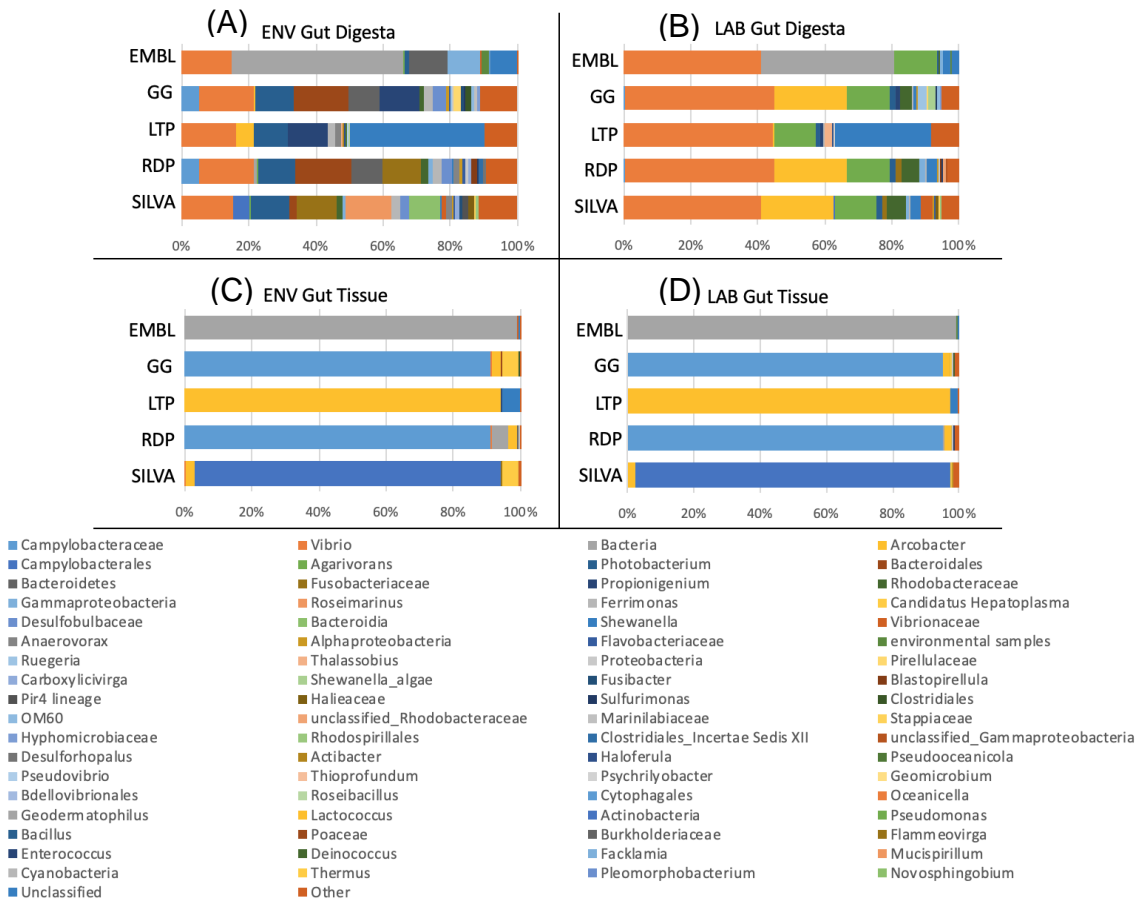 (A) ENV Gut Digesta
EMBL
GG
LTP
RDP
SILVA
0% 20% 40% 60% 80% 100%
(B) LAB Gut Digesta
EMBL
GG
LTP
RDP
SILVA
0% 20% 40% 60% 80% 100%
(C) ENV Gut Tissue
EMBL
GG
LTP
RDP
SILVA
0% 20% 40% 60% 80% 100%
(D) LAB Gut Tissue
EMBL
GG
LTP
RDP
SILVA
0% 20% 40% 60% 80% 100%
Campylobacteraceae Vibrio Bacteria Arcobacter
Campylobacterales Agarivorans Photobacterium Bacteroidales
Bacteroidetes Fusobacteriaceae Propionigenium Rhodobacteraceae
Gammaproteobacteria Roseimarinus Ferrimonas Candidatus Hepatoplasma
Desulfobulbaceae Bacteroidia Shewanella Vibrionaceae
Anaerovorax Alphaproteobacteria Flavobacteriaceae environmental samples
Ruegeria Thalassobius Proteobacteria Pirellulaceae
Carboxylicivirga Shewanella_algae Fusibacter Blastopirellula
Pir4 lineage Halieaceae Sulfurimonas Clostridiales
OM60 unclassified_Rhodobacteraceae Marinilabiaceae Stappiaceae
Hyphomicrobiaceae Rhodospirillales Clostridiales_Incertae Sedis XII unclassified_Gammaproteobacteria
Desulforhopalus Actibacter Haloferula Pseudooceanicola
Pseudovibrio Thioprofundum Psychrilyobacter Geomicrobium
Bdellovibrionales Roseibacillus Cytophagales Oceanicella
Geodermatophilus Lactococcus Actinobacteria Pseudomonas
Bacillus Poaceae Burkholderiaceae Flammeovirga
Enterococcus Deinococcus Facklamia Mucispirillum
Cyanobacteria Thermus Pleomorphobacterium Novosphingobium
Unclassified Other